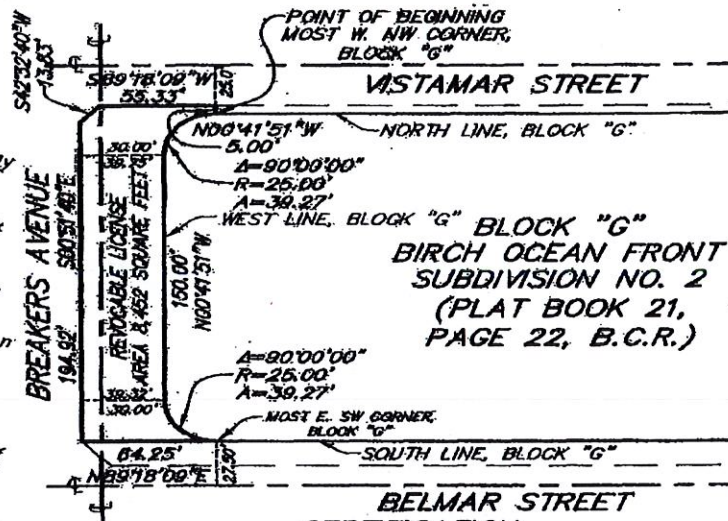 POINT OF BEGINNING
MOST W. NW CORNER,
BLOCK "G"
S42°32'40"W
13.83'
S89°18'09"W
55.33'
25.0'
VISTAMAR STREET
N00°41'51"W
5.00'
NORTH LINE, BLOCK "G"
30.00'
Δ=90°00'00"
R=25.00'
A=39.27'
WEST LINE, BLOCK "G"
BREAKERS AVENUE
194.92'
REVOCABLE LICENSE
AREA 8,452 SQUARE FEET
150.00'
N00°41'51"W
BLOCK "G"
BIRCH OCEAN FRONT
SUBDIVISION NO. 2
(PLAT BOOK 21,
PAGE 22, B.C.R.)
Δ=90°00'00"
R=25.00'
A=39.27'
30.00'
MOST E. SW CORNER,
BLOCK "G"
64.25'
N89°18'09"E
27.50'
SOUTH LINE, BLOCK "G"
BELMAR STREET